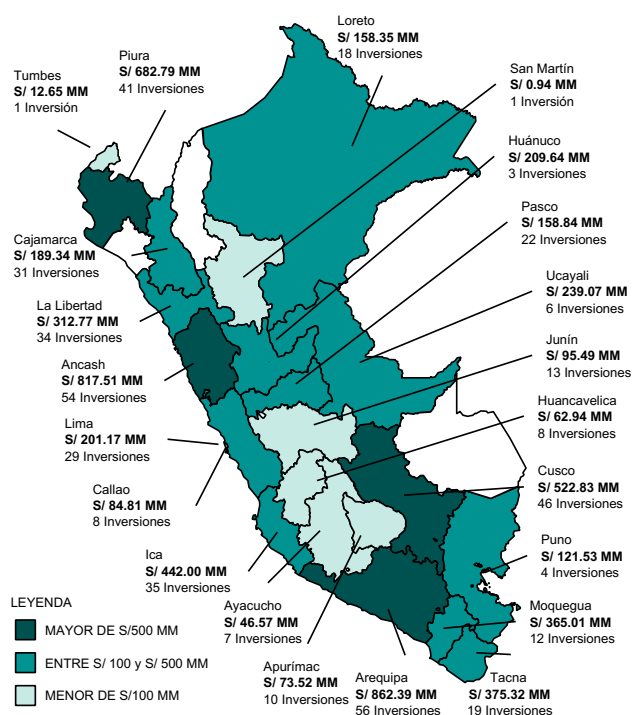 Loreto
S/ 158.35 MM
18 Inversiones
Piura
S/ 682.79 MM
41 Inversiones
Tumbes
S/ 12.65 MM
1 Inversión
San Martín
S/ 0.94 MM
1 Inversión
Huánuco
S/ 209.64 MM
3 Inversiones
Pasco
S/ 158.84 MM
22 Inversiones
Cajamarca
S/ 189.34 MM
31 Inversiones
Ucayali
S/ 239.07 MM
6 Inversiones
La Libertad
S/ 312.77 MM
34 Inversiones
Junín
S/ 95.49 MM
13 Inversiones
Ancash
S/ 817.51 MM
54 Inversiones
Huancavelica
S/ 62.94 MM
8 Inversiones
Lima
S/ 201.17 MM
29 Inversiones
Cusco
S/ 522.83 MM
46 Inversiones
Callao
S/ 84.81 MM
8 Inversiones
Puno
S/ 121.53 MM
4 Inversiones
Ica
S/ 442.00 MM
35 Inversiones
Ayacucho
S/ 46.57 MM
7 Inversiones
Moquegua
S/ 365.01 MM
12 Inversiones
Apurímac
S/ 73.52 MM
10 Inversiones
Arequipa
S/ 862.39 MM
56 Inversiones
Tacna
S/ 375.32 MM
19 Inversiones
LEYENDA
MAYOR DE S/500 MM
ENTRE S/ 100 y S/ 500 MM
MENOR DE S/100 MM